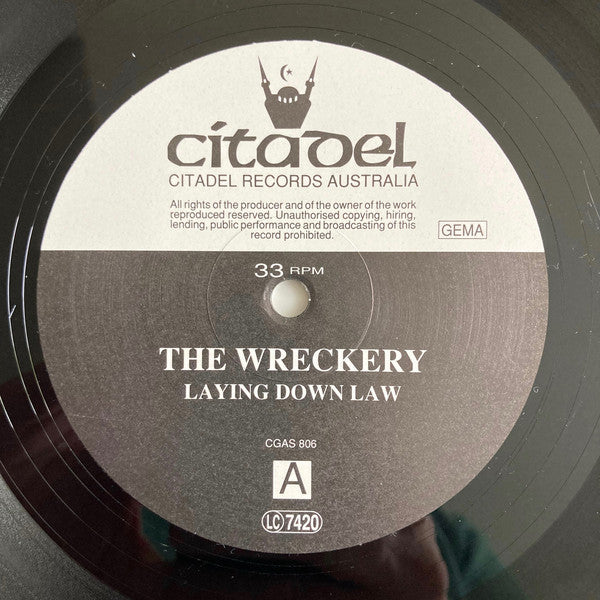 citadel
CITADEL RECORDS AUSTRALIA
All rights of the producer and of the owner of the work
reproduced reserved. Unauthorised copying, hiring,
lending, public performance and broadcasting of this
record prohibited.
GEMA
33 RPM
THE WRECKERY
LAYING DOWN LAW
CGAS 806
A
LC 7420